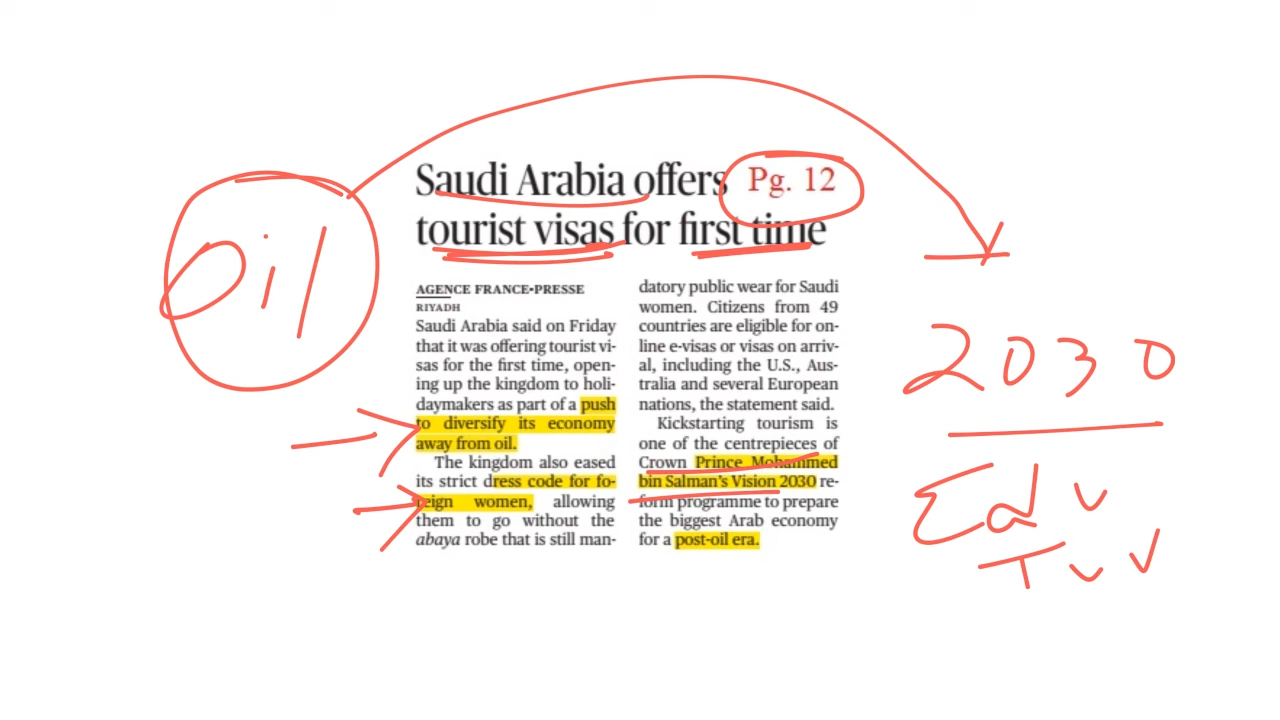 Saudi Arabia offers Pg. 12
tourist visas for first time
AGENCE FRANCE-PRESSE
RIYADH
Saudi Arabia said on Friday
that it was offering tourist vi-
sas for the first time, open-
ing up the kingdom to holi-
daymakers as part of a push
to diversify its economy
away from oil.
The kingdom also eased
its strict dress code for fo-
reign women, allowing
them to go without the
abaya robe that is still man-
datory public wear for Saudi
women. Citizens from 49
countries are eligible for on-
line e-visas or visas on arriv-
al, including the U.S., Aus-
tralia and several European
nations, the statement said.
Kickstarting tourism is
one of the centrepieces of
Crown Prince Mohammed
bin Salman's Vision 2030 re-
form programme to prepare
the biggest Arab economy
for a post-oil era.
oil
2030
Edu